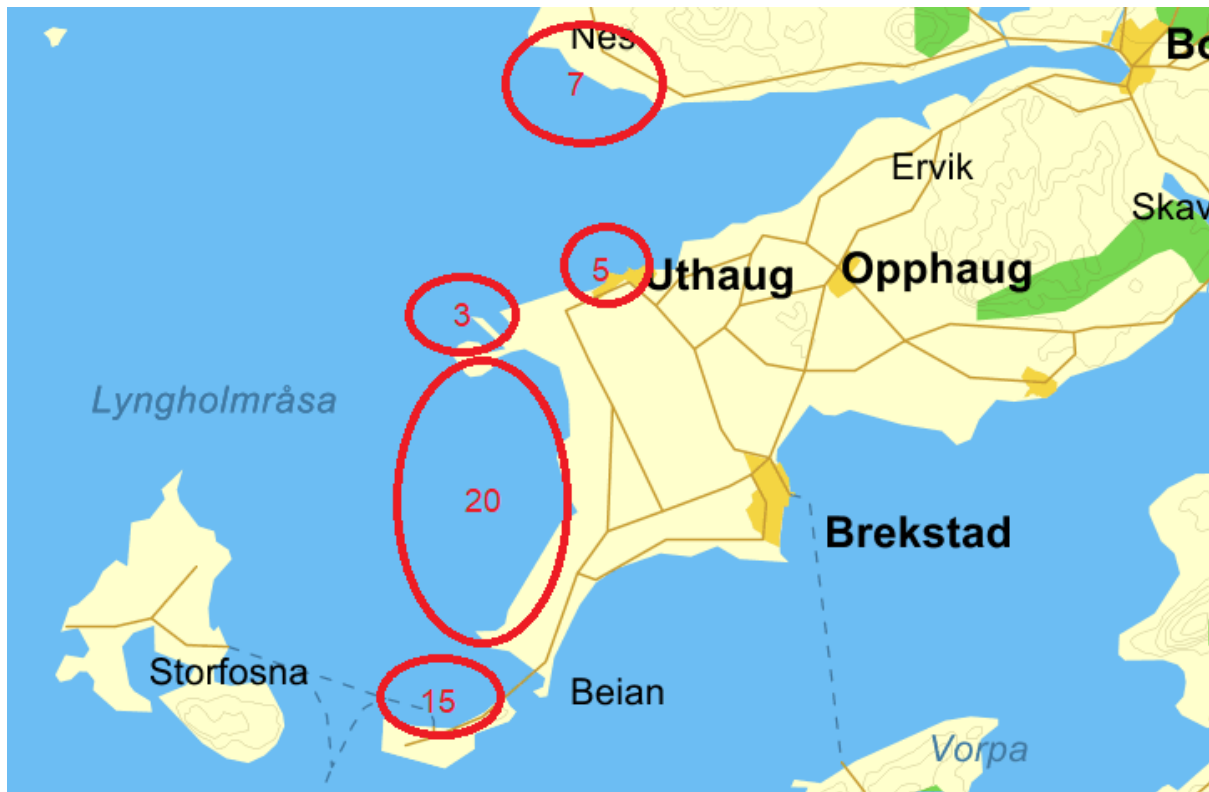 Nes
Bo
7
Ervik
Skav
5
Uthaug
Opphaug
3
Lyngholmråsa
20
Brekstad
Storfosna
15
Beian
Vorpa